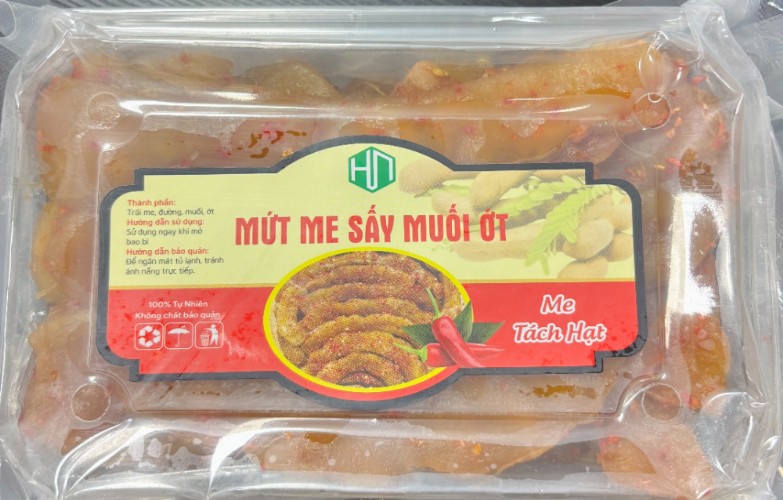 HN
MỨT ME SẤY MUỐI ỚT
Thành phần:
Trái me, đường, muối, ớt
Hướng dẫn sử dụng:
Sử dụng ngay khi mở
bao bì
Hướng dẫn bảo quản:
Để ngăn mát tủ lạnh, tránh
ánh nắng trực tiếp.
100% Tự Nhiên
Không chất bảo quản
Me
Tách Hạt